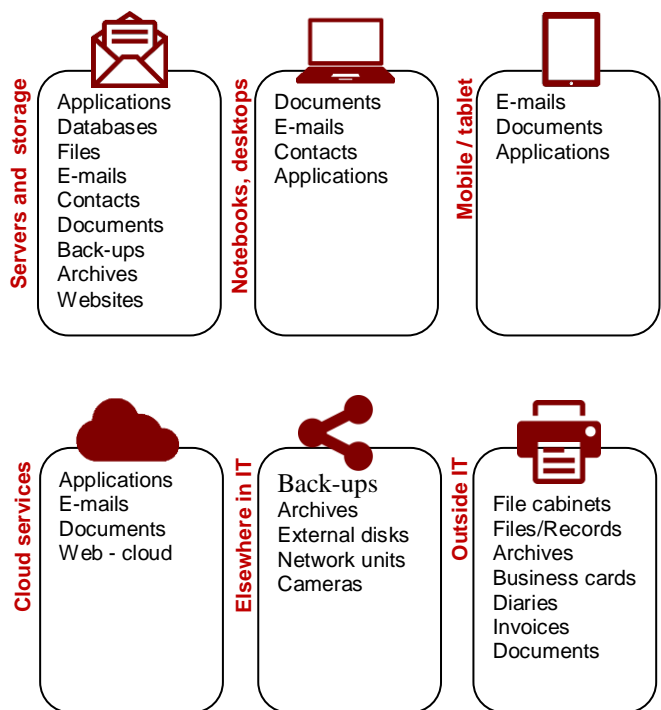 Servers and storage
Applications
Databases
Files
E-mails
Contacts
Documents
Back-ups
Archives
Websites
Notebooks, desktops
Documents
E-mails
Contacts
Applications
Mobile / tablet
E-mails
Documents
Applications
Cloud services
Applications
E-mails
Documents
Web - cloud
Elsewhere in IT
Back-ups
Archives
External disks
Network units
Cameras
Outside IT
File cabinets
Files/Records
Archives
Business cards
Diaries
Invoices
Documents